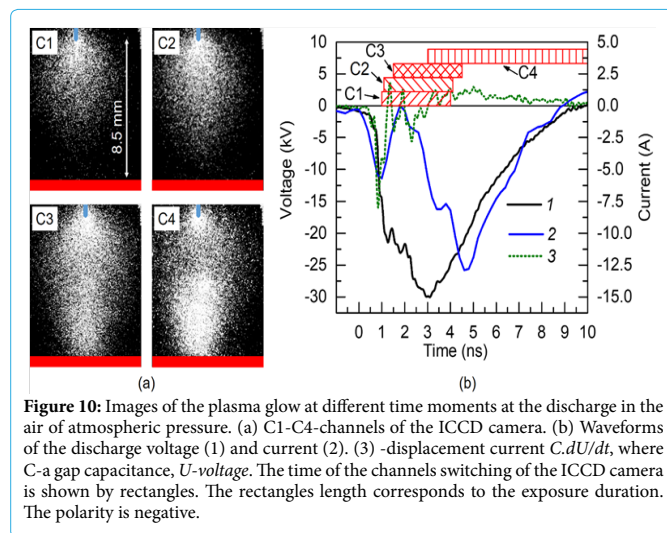 C1
C2
8.5 mm
C3
C4
(a)
10
5
0
-5
-10
-15
-20
-25
-30
Voltage (kV)
C3
C2
C1
C4
1
2
3
5.0
2.5
0.0
-2.5
-5.0
-7.5
-10.0
-12.5
-15.0
Current (A)
0 1 2 3 4 5 6 7 8 9 10
Time (ns)
(b)
Figure 10: Images of the plasma glow at different time moments at the discharge in the
air of atmospheric pressure. (a) C1-C4-channels of the ICCD camera. (b) Waveforms
of the discharge voltage (1) and current (2). (3) -displacement current C.dU/dt, where
C-a gap capacitance, U-voltage. The time of the channels switching of the ICCD camera
is shown by rectangles. The rectangles length corresponds to the exposure duration.
The polarity is negative.